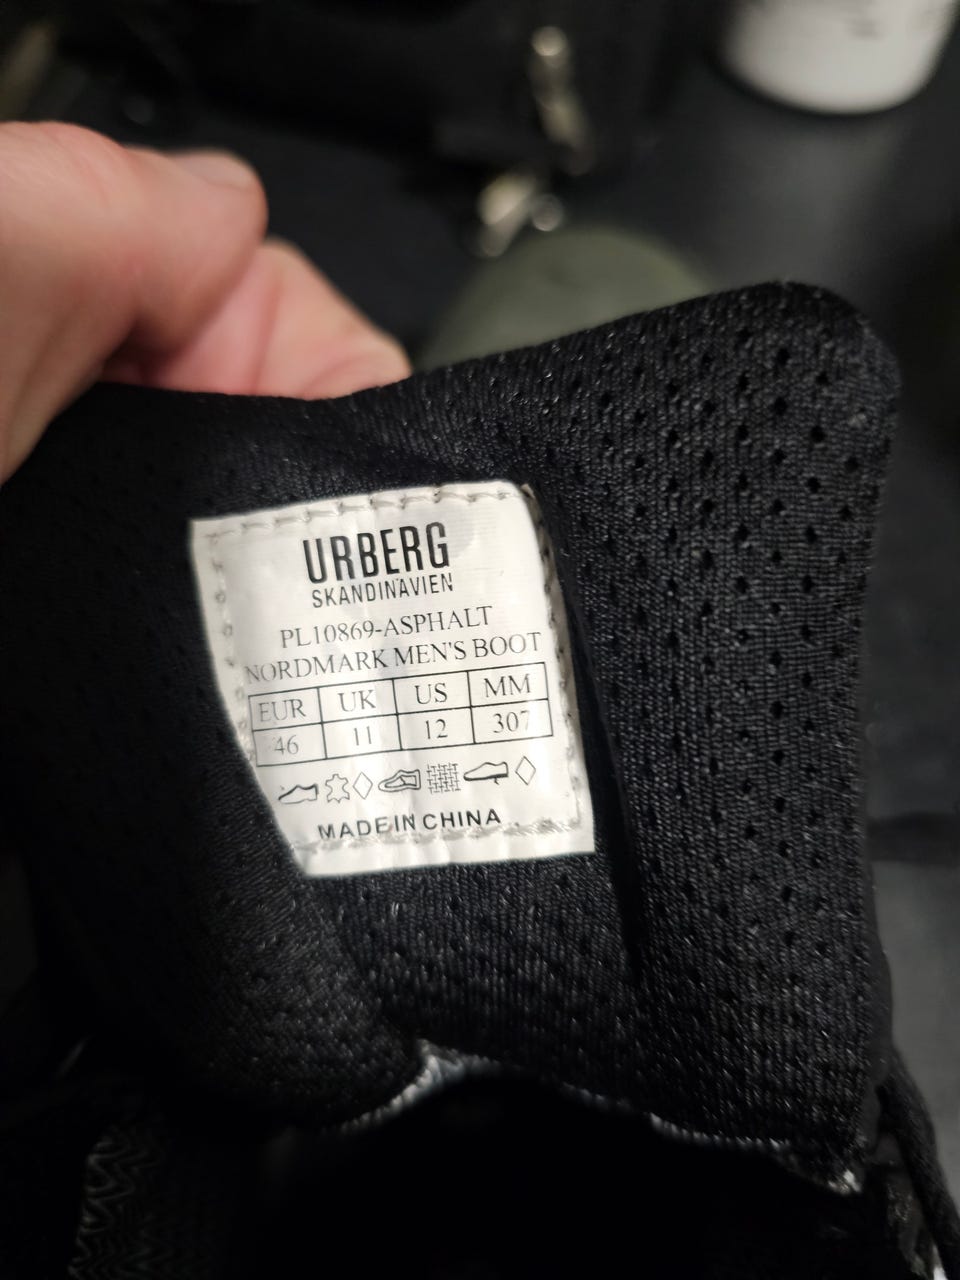 URBERG
SKANDINAVIEN
PL10869-ASPHALT
NORDMARK MEN'S BOOT
EUR UK US MM
46 11 12 307
MADE IN CHINA